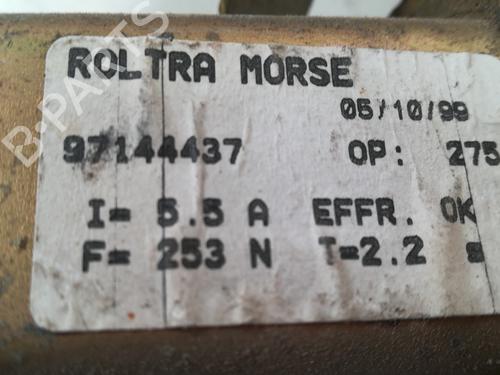 ROLTRA MORSE
05/10/99
97144437 OP: 275
I= 5.5 A EFFR. OK
F= 253 N T=2.2 s
B-PARTS